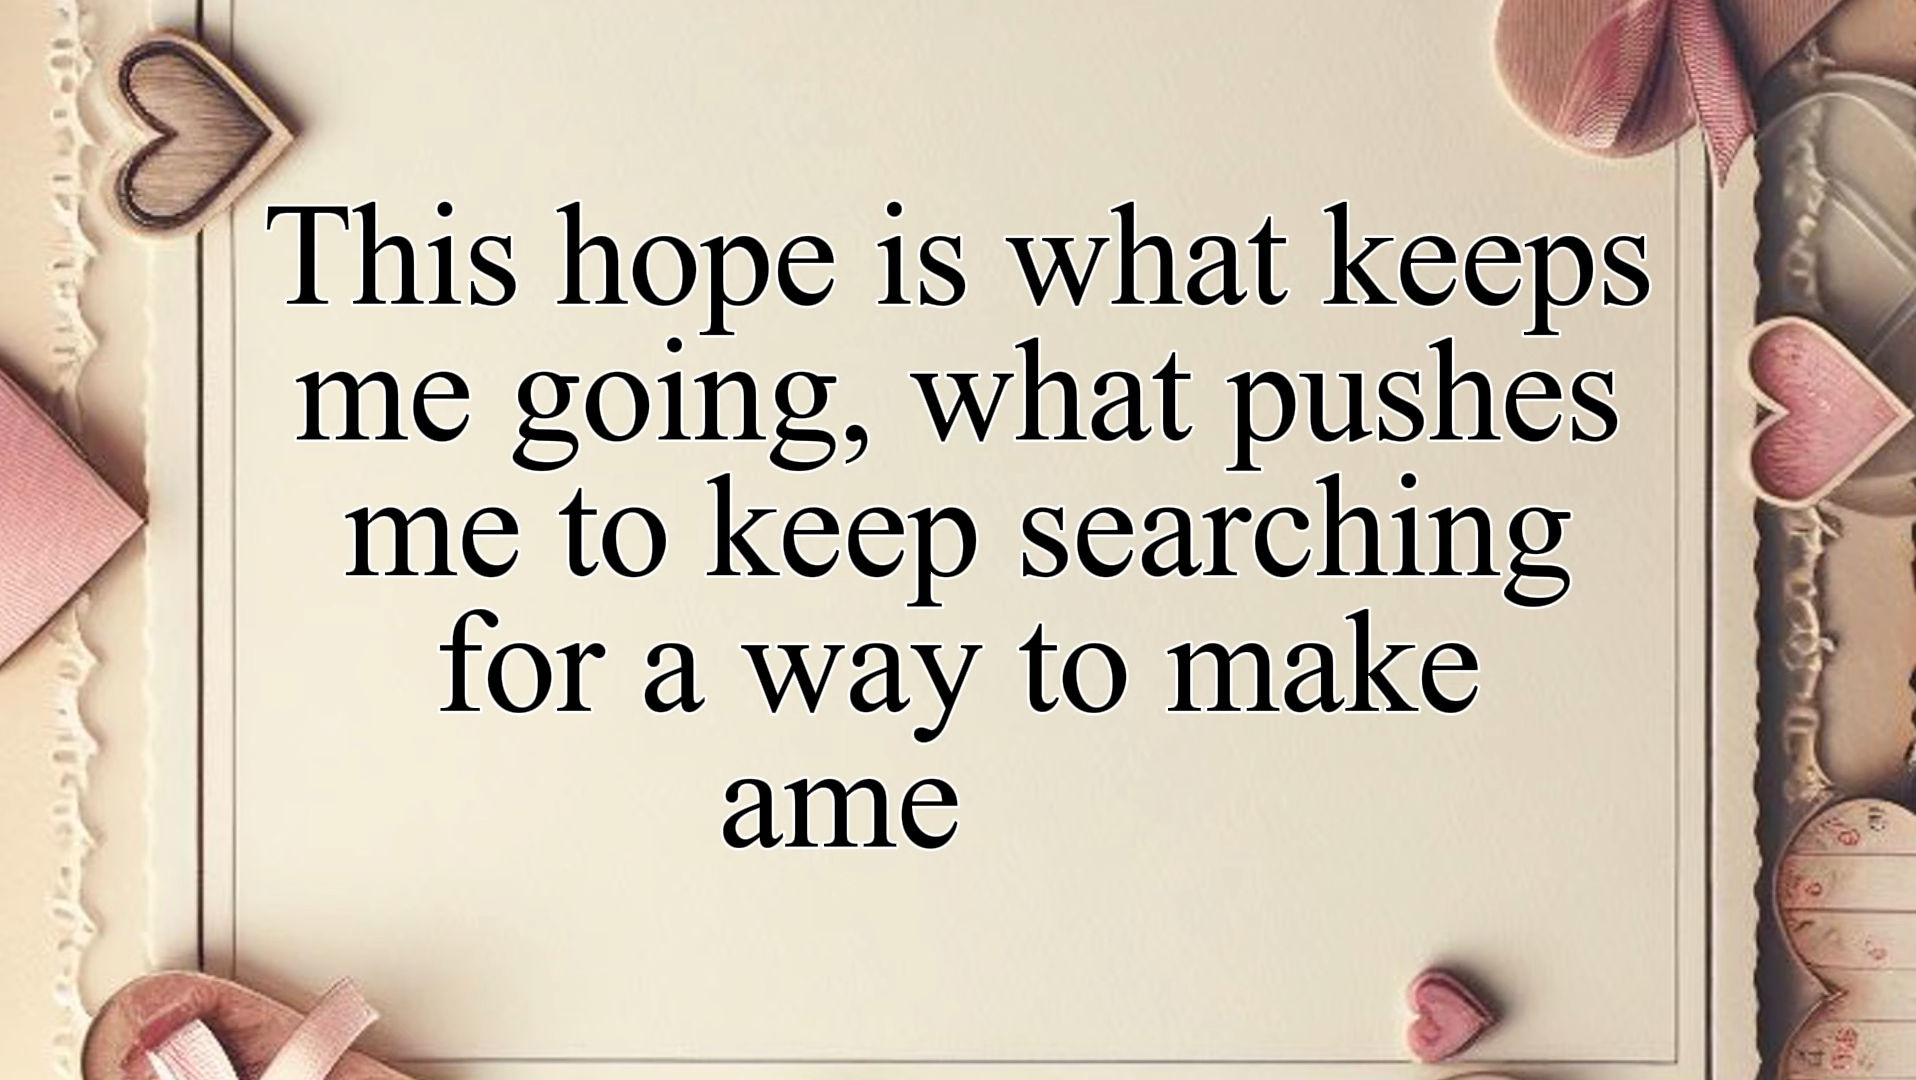 This hope is what keeps
me going, what pushes
me to keep searching
for a way to make
ame